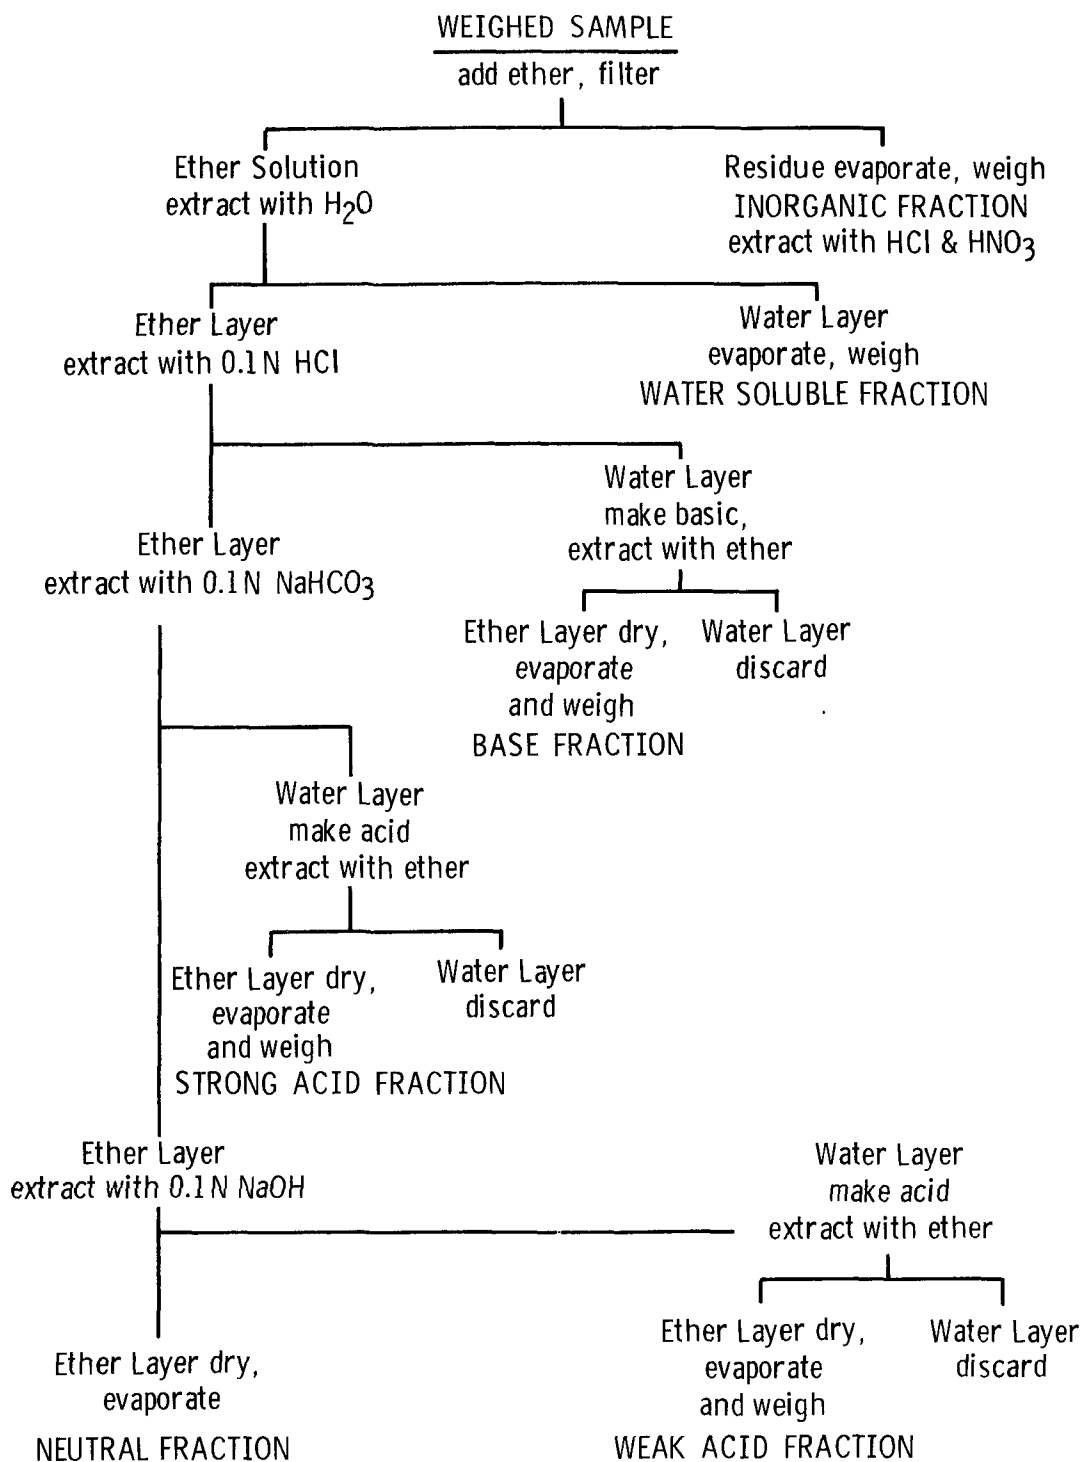 WEIGHED SAMPLE
add ether, filter
Ether Solution
extract with H2O
Residue evaporate, weigh
INORGANIC FRACTION
extract with HCl & HNO3
Ether Layer
extract with 0.1N HCl
Water Layer
evaporate, weigh
WATER SOLUBLE FRACTION
Water Layer
make basic,
extract with ether
Ether Layer
extract with 0.1N NaHCO3
Ether Layer dry,
evaporate
and weigh
BASE FRACTION
Water Layer
discard
Water Layer
make acid
extract with ether
Ether Layer dry,
evaporate
and weigh
STRONG ACID FRACTION
Water Layer
discard
Ether Layer
extract with 0.1N NaOH
Water Layer
make acid
extract with ether
Ether Layer dry,
evaporate
NEUTRAL FRACTION
Ether Layer dry,
evaporate
and weigh
WEAK ACID FRACTION
Water Layer
discard